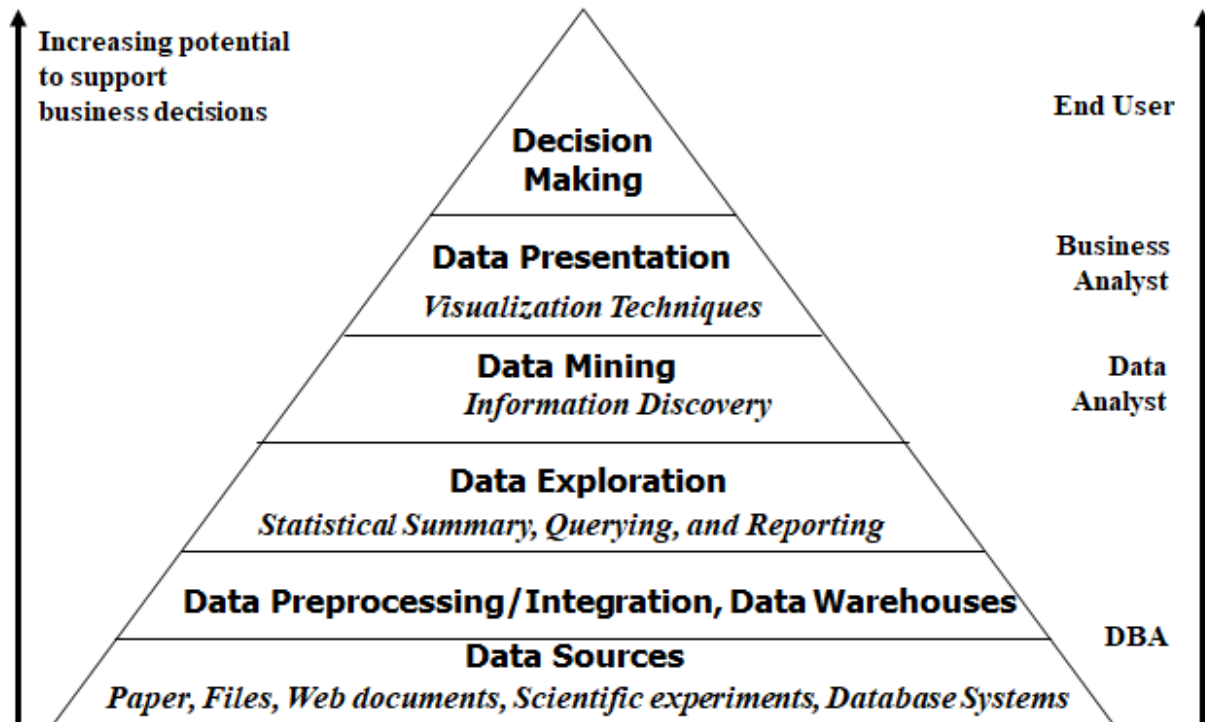 Increasing potential
to support
business decisions
End User
Decision
Making
Business
Analyst
Data Presentation
Visualization Techniques
Data
Analyst
Data Mining
Information Discovery
Data Exploration
Statistical Summary, Querying, and Reporting
Data Preprocessing/Integration, Data Warehouses
DBA
Data Sources
Paper, Files, Web documents, Scientific experiments, Database Systems